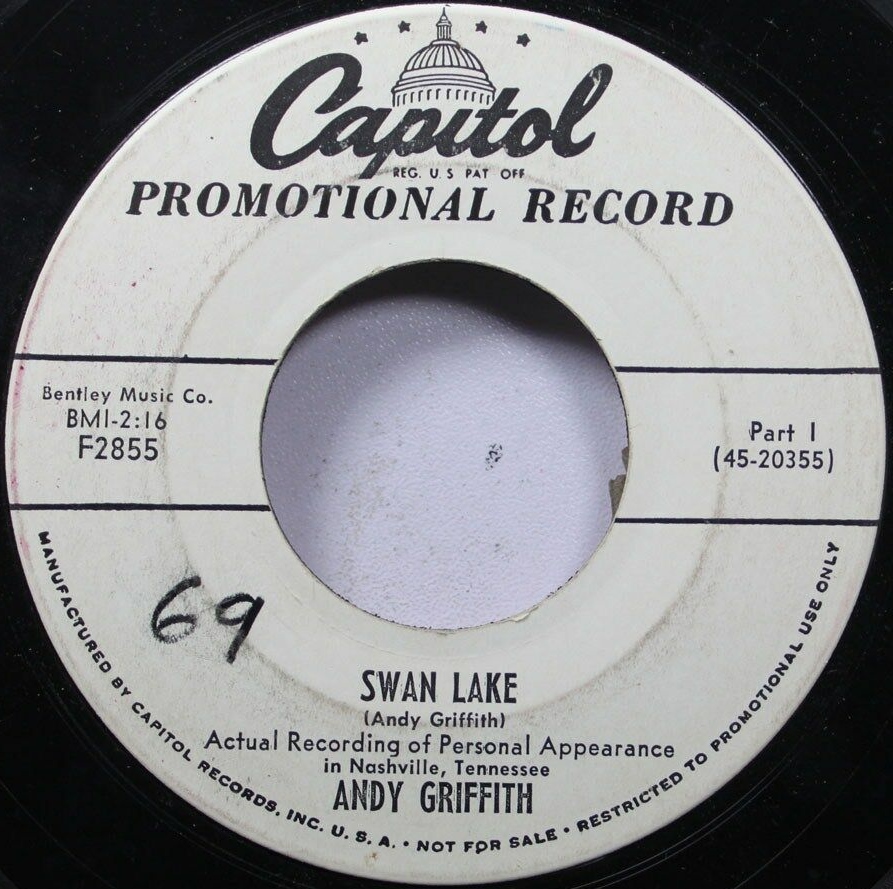 Capitol
REG. U.S PAT OFF
PROMOTIONAL RECORD
Bentley Music Co.
BMI-2:16
F2855
Part I
(45-20355)
69
SWAN LAKE
(Andy Griffith)
Actual Recording of Personal Appearance
in Nashville, Tennessee
ANDY GRIFFITH
MANUFACTURED BY CAPITOL RECORDS, INC. U. S. A. • NOT FOR SALE • RESTRICTED TO PROMOTIONAL USE ONLY